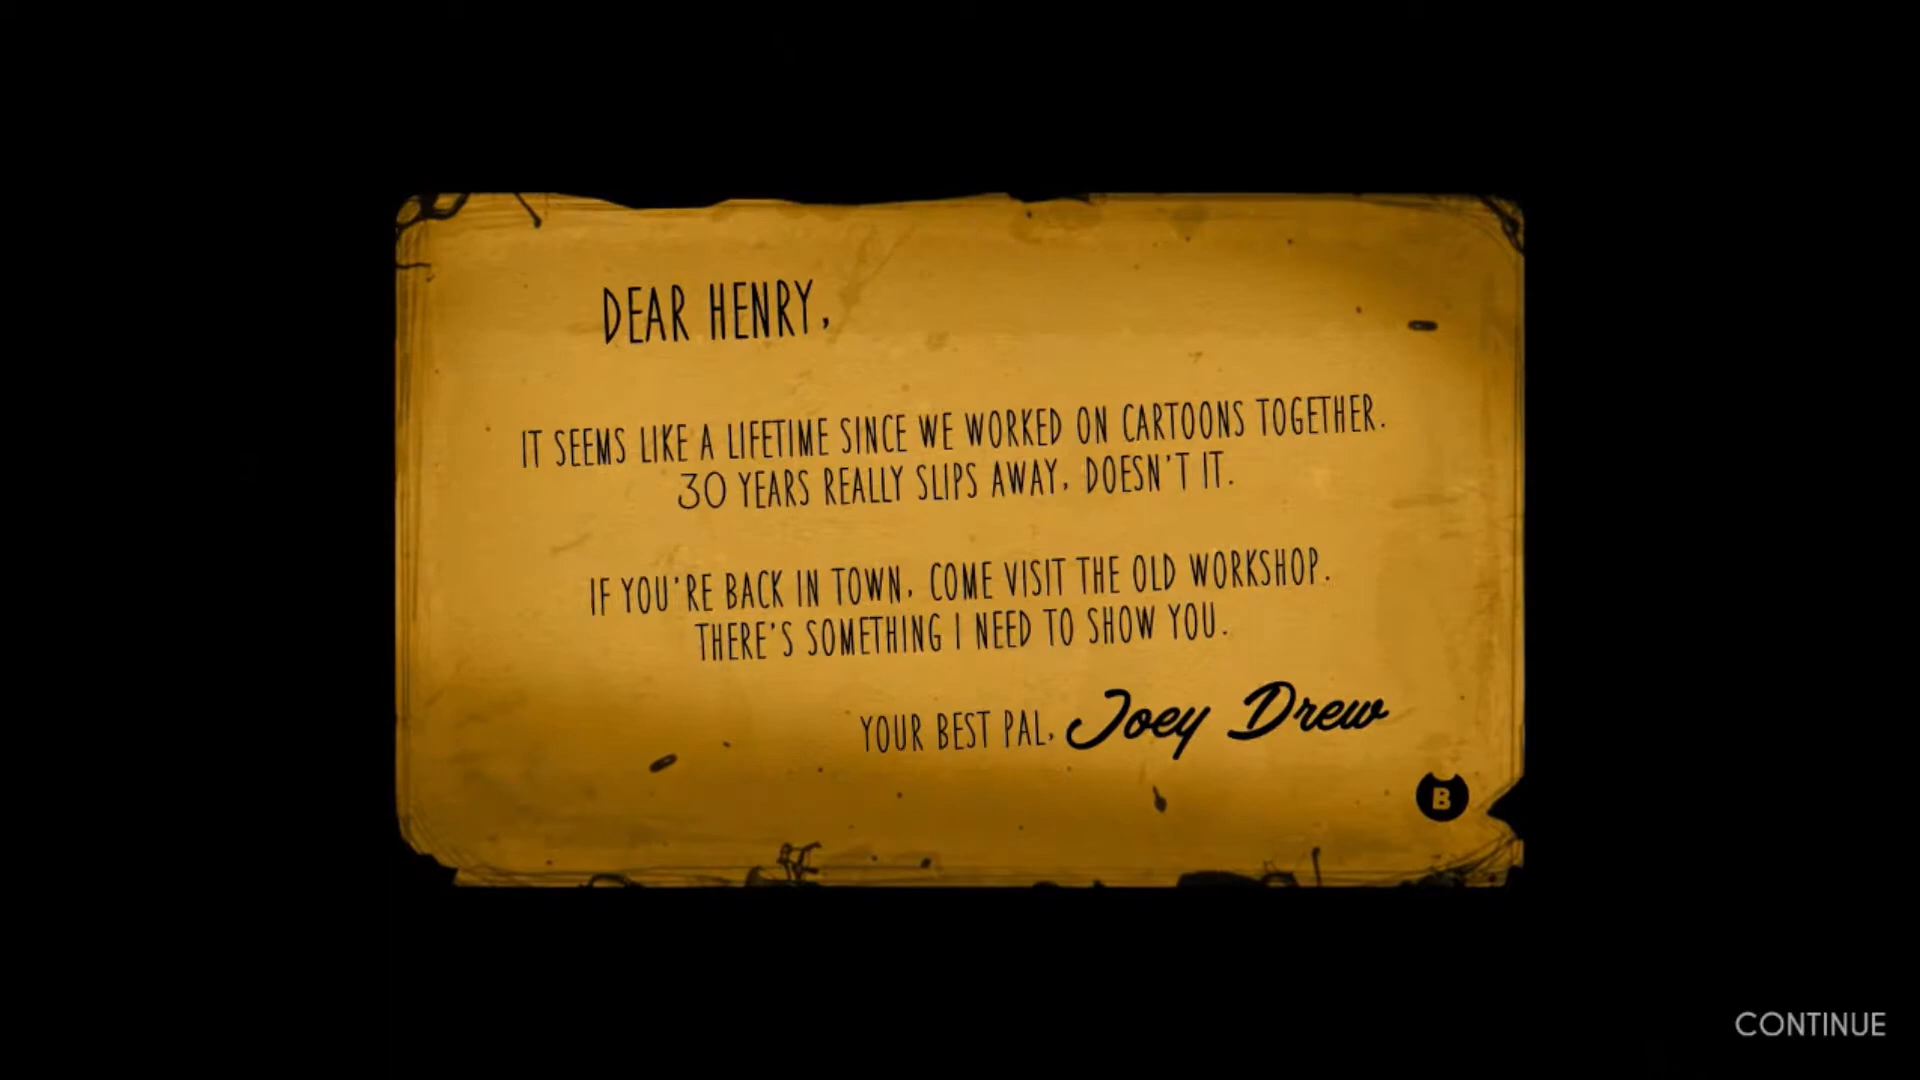 DEAR HENRY,
IT SEEMS LIKE A LIFETIME SINCE WE WORKED ON CARTOONS TOGETHER.
30 YEARS REALLY SLIPS AWAY, DOESN'T IT.
IF YOU'RE BACK IN TOWN, COME VISIT THE OLD WORKSHOP.
THERE'S SOMETHING I NEED TO SHOW YOU.
YOUR BEST PAL, Joey Drew
B
CONTINUE